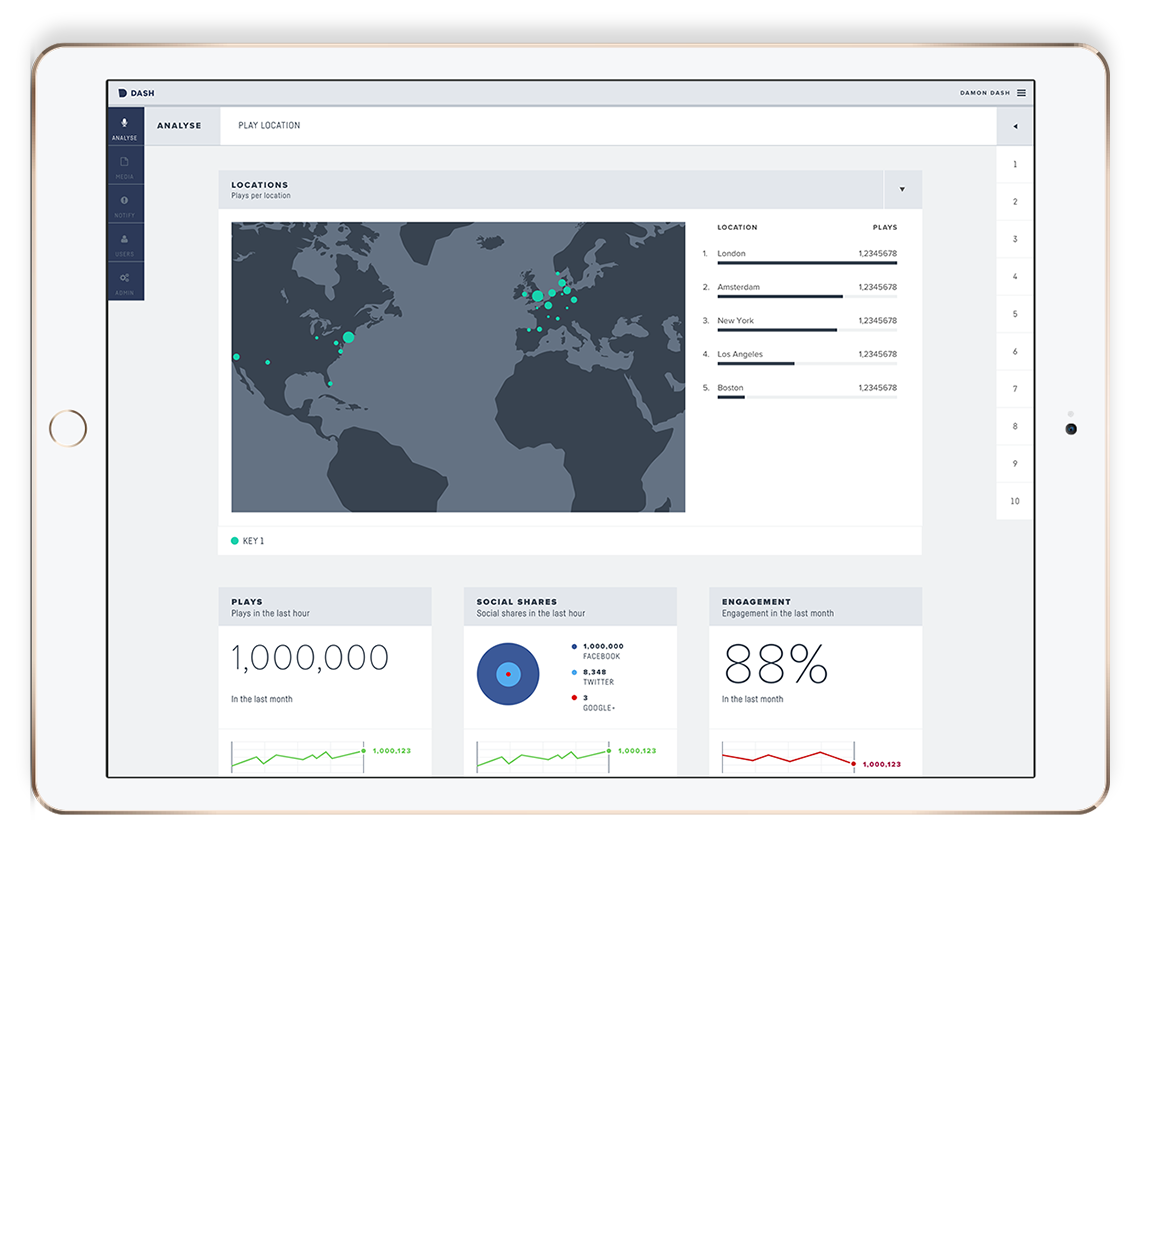 DASH
DAMON DASH
ANALYSE
ANALYSE
PLAY LOCATION
MEDIA
NOTIFY
USERS
ADMIN
1
2
3
4
5
6
7
8
9
10
LOCATIONS
Plays per location
LOCATION PLAYS
1. London 1,2345678
2. Amsterdam 1,2345678
3. New York 1,2345678
4. Los Angeles 1,2345678
5. Boston 1,2345678
KEY 1
PLAYS
Plays in the last hour
1,000,000
In the last month
1,000,123
SOCIAL SHARES
Social shares in the last hour
1,000,000
FACEBOOK
8,348
TWITTER
3
GOOGLE+
1,000,123
ENGAGEMENT
Engagement in the last month
88%
In the last month
1,000,123